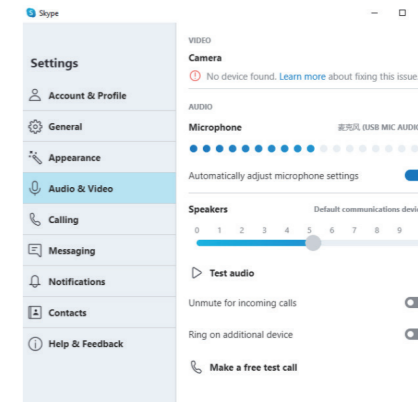 Skype
Settings
Account & Profile
General
Appearance
Audio & Video
Calling
Messaging
Notifications
Contacts
Help & Feedback
VIDEO
Camera
No device found. Learn more about fixing this issue
AUDIO
Microphone 麦克风 (USB MIC AUDIO
Automatically adjust microphone settings
Speakers Default communications devi
0 1 2 3 4 5 6 7 8 9
Test audio
Unmute for incoming calls
Ring on additional device
Make a free test call